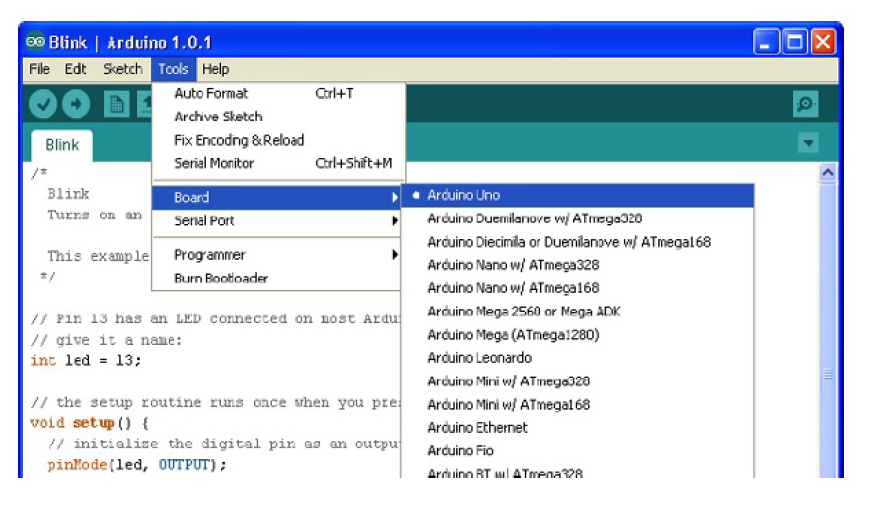 Blink | Arduino 1.0.1
File Edit Sketch Tools Help
Auto Format Ctrl+T
Archive Sketch
Fix Encoding & Reload
Serial Monitor Ctrl+Shift+M
Board
Serial Port
Programmer
Burn Bootloader
Arduino Uno
Arduino Duemilanove w/ ATmega328
Arduino Diecimila or Duemilanove w/ ATmega168
Arduino Nano w/ ATmega328
Arduino Nano w/ ATmega168
Arduino Mega 2560 or Mega ADK
Arduino Mega (ATmega1280)
Arduino Leonardo
Arduino Mini w/ ATmega328
Arduino Mini w/ ATmega168
Arduino Ethernet
Arduino Fio
Arduino BT w/ ATmega328
Blink
/*
Blink
Turns on an
This example
*/
// Pin 13 has an LED connected on most Ardu
// give it a name:
int led = 13;
// the setup routine runs once when you pre
void setup() {
// initialize the digital pin as an outpu
pinMode(led, OUTPUT);